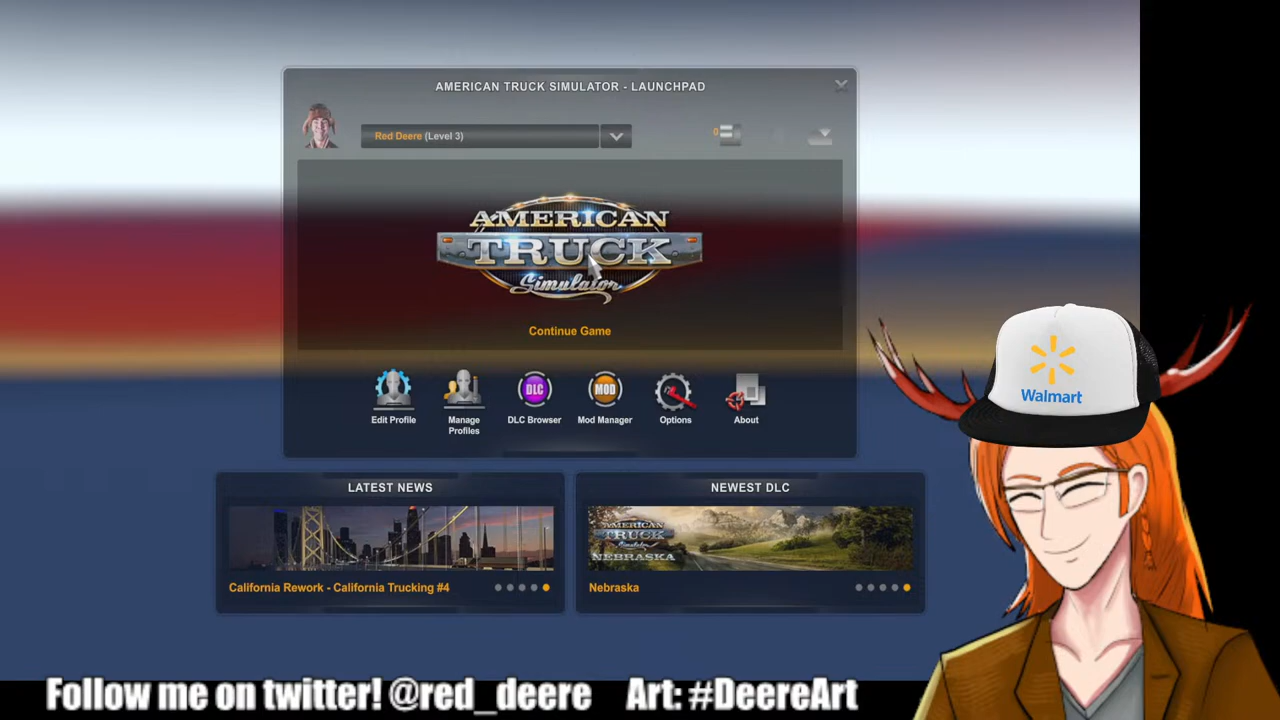 AMERICAN TRUCK SIMULATOR - LAUNCHPAD
Red Deere (Level 3)
0
AMERICAN
TRUCK
Simulator
Continue Game
DLC
MOD
Edit Profile
Manage
Profiles
DLC Browser
Mod Manager
Options
About
Walmart
LATEST NEWS
California Rework - California Trucking #4
NEWEST DLC
AMERICAN
TRUCK
Simulator
NEBRASKA
Nebraska
Follow me on twitter! @red_deere Art: #DeereArt